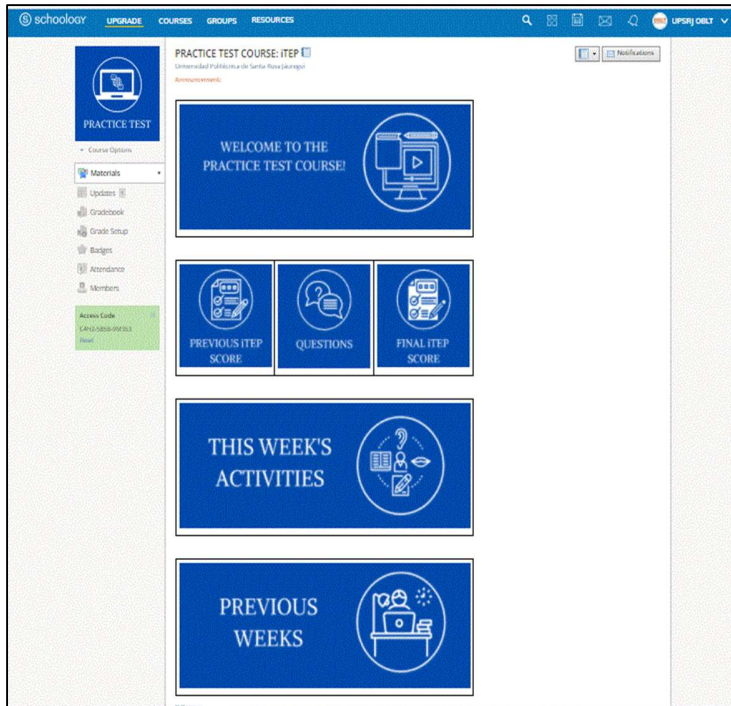 schoology UPGRADE COURSES GROUPS RESOURCES UPSRJ OBLT
PRACTICE TEST COURSE: iTEP
Notifications
Universidad Politécnica de Santa Rosa Jáuregui
Announcement:
PRACTICE TEST
Course Options
Materials
Updates
Gradebook
Grade Setup
Badges
Attendance
Members
Access Code
Reset
WELCOME TO THE
PRACTICE TEST COURSE!
PREVIOUS iTEP
SCORE
QUESTIONS
FINAL iTEP
SCORE
THIS WEEK'S
ACTIVITIES
PREVIOUS
WEEKS